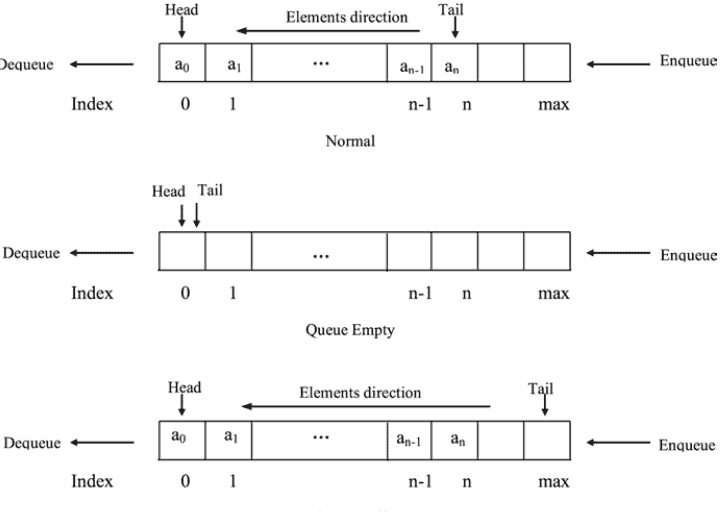 Head Elements direction Tail
Dequeue a0 a1 ... an-1 an Enqueue
Index 0 1 n-1 n max
Normal
Head Tail
Dequeue ... Enqueue
Index 0 1 n-1 n max
Queue Empty
Head Elements direction Tail
Dequeue a0 a1 ... an-1 an Enqueue
Index 0 1 n-1 n max